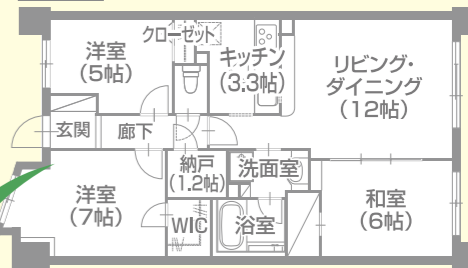 洋室
(5帖)
クローゼット
キッチン
(3.3帖)
リビング・
ダイニング
(12帖)
玄関
廊下
納戸
(1.2帖)
洗面室
洋室
(7帖)
WIC
浴室
和室
(6帖)